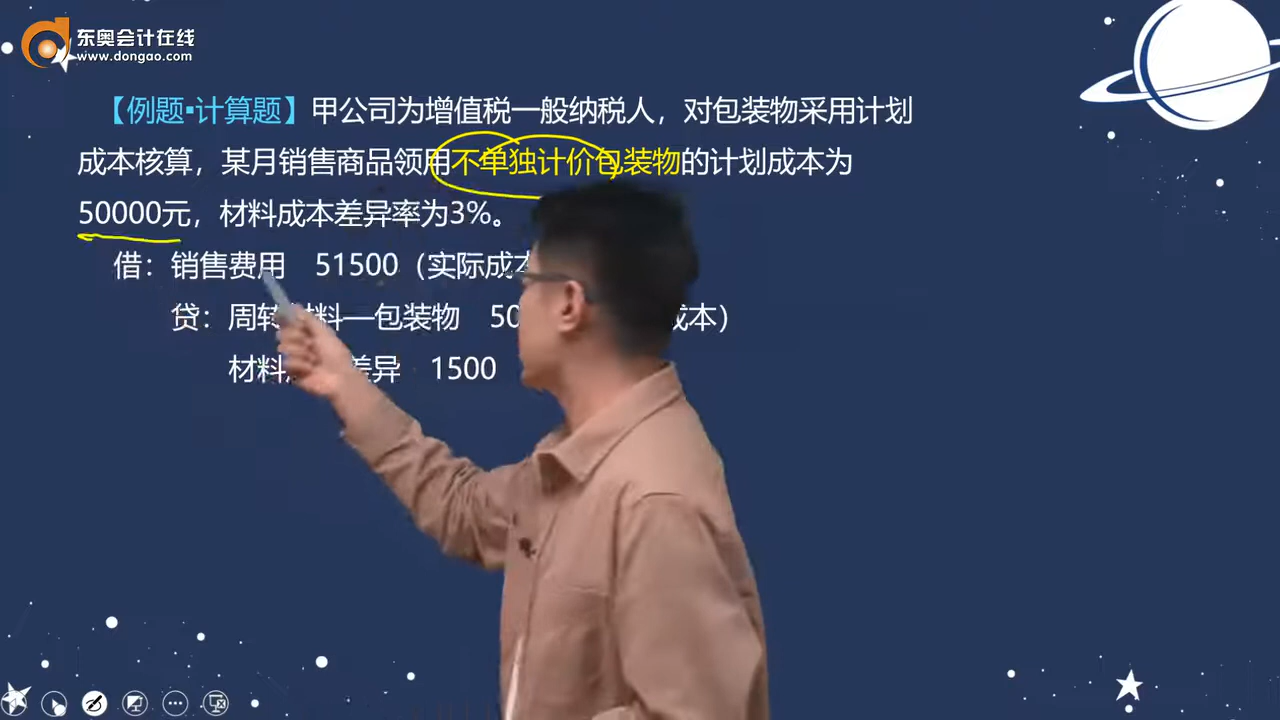 东奥会计在线
www.dongao.com
【例题▪计算题】甲公司为增值税一般纳税人，对包装物采用计划
成本核算，某月销售商品领用不单独计价包装物的计划成本为
50000元，材料成本差异率为3%。
借：销售费用 51500（实际成本
贷：周转材料—包装物 50 成本）
材料 差异 1500